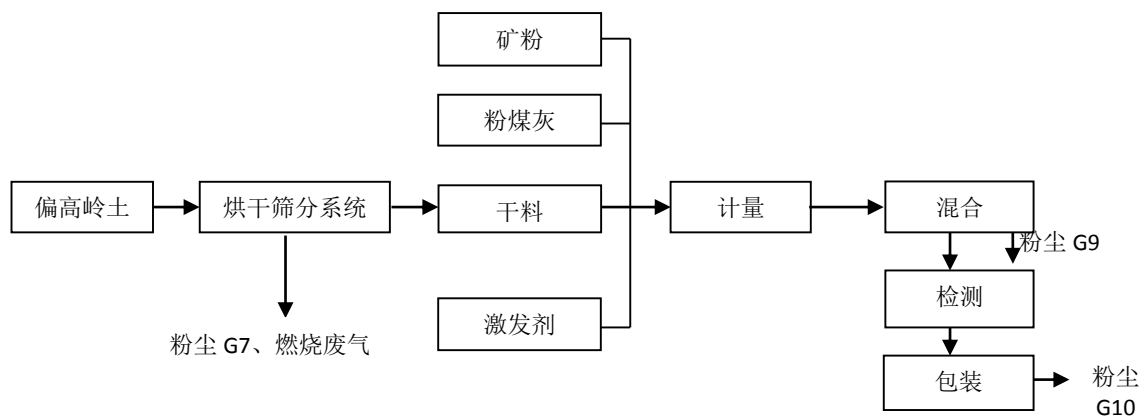 矿粉
粉煤灰
偏高岭土
烘干筛分系统
干料
计量
混合
粉尘 G9
检测
激发剂
粉尘 G7、燃烧废气
包装
粉尘
G10